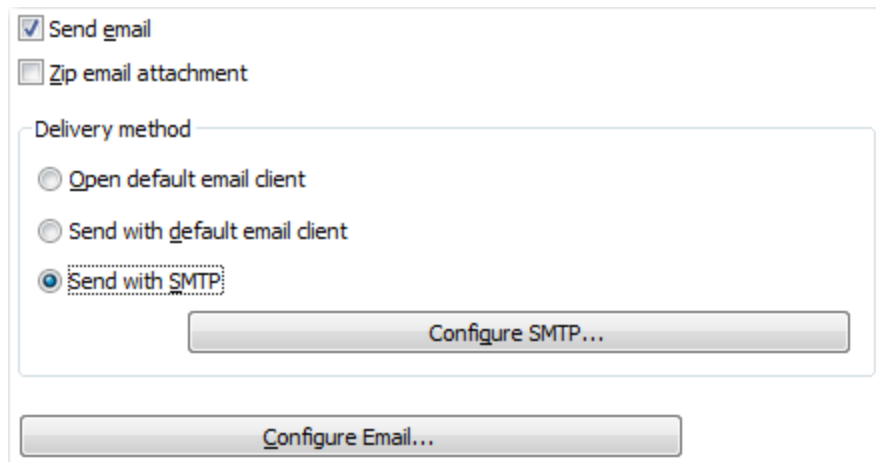 Send email
Zip email attachment
Delivery method
Open default email client
Send with default email client
Send with SMTP
Configure SMTP...
Configure Email...